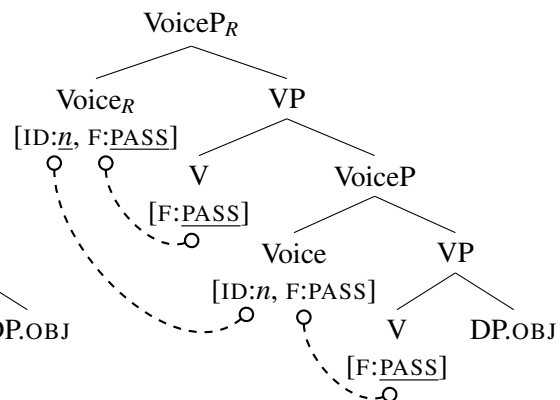 VoiceP_R
Voice_R VP
[ID:n, F:PASS]
V VoiceP
[F:PASS]
Voice VP
[ID:n, F:PASS]
DP.OBJ V DP.OBJ
[F:PASS]